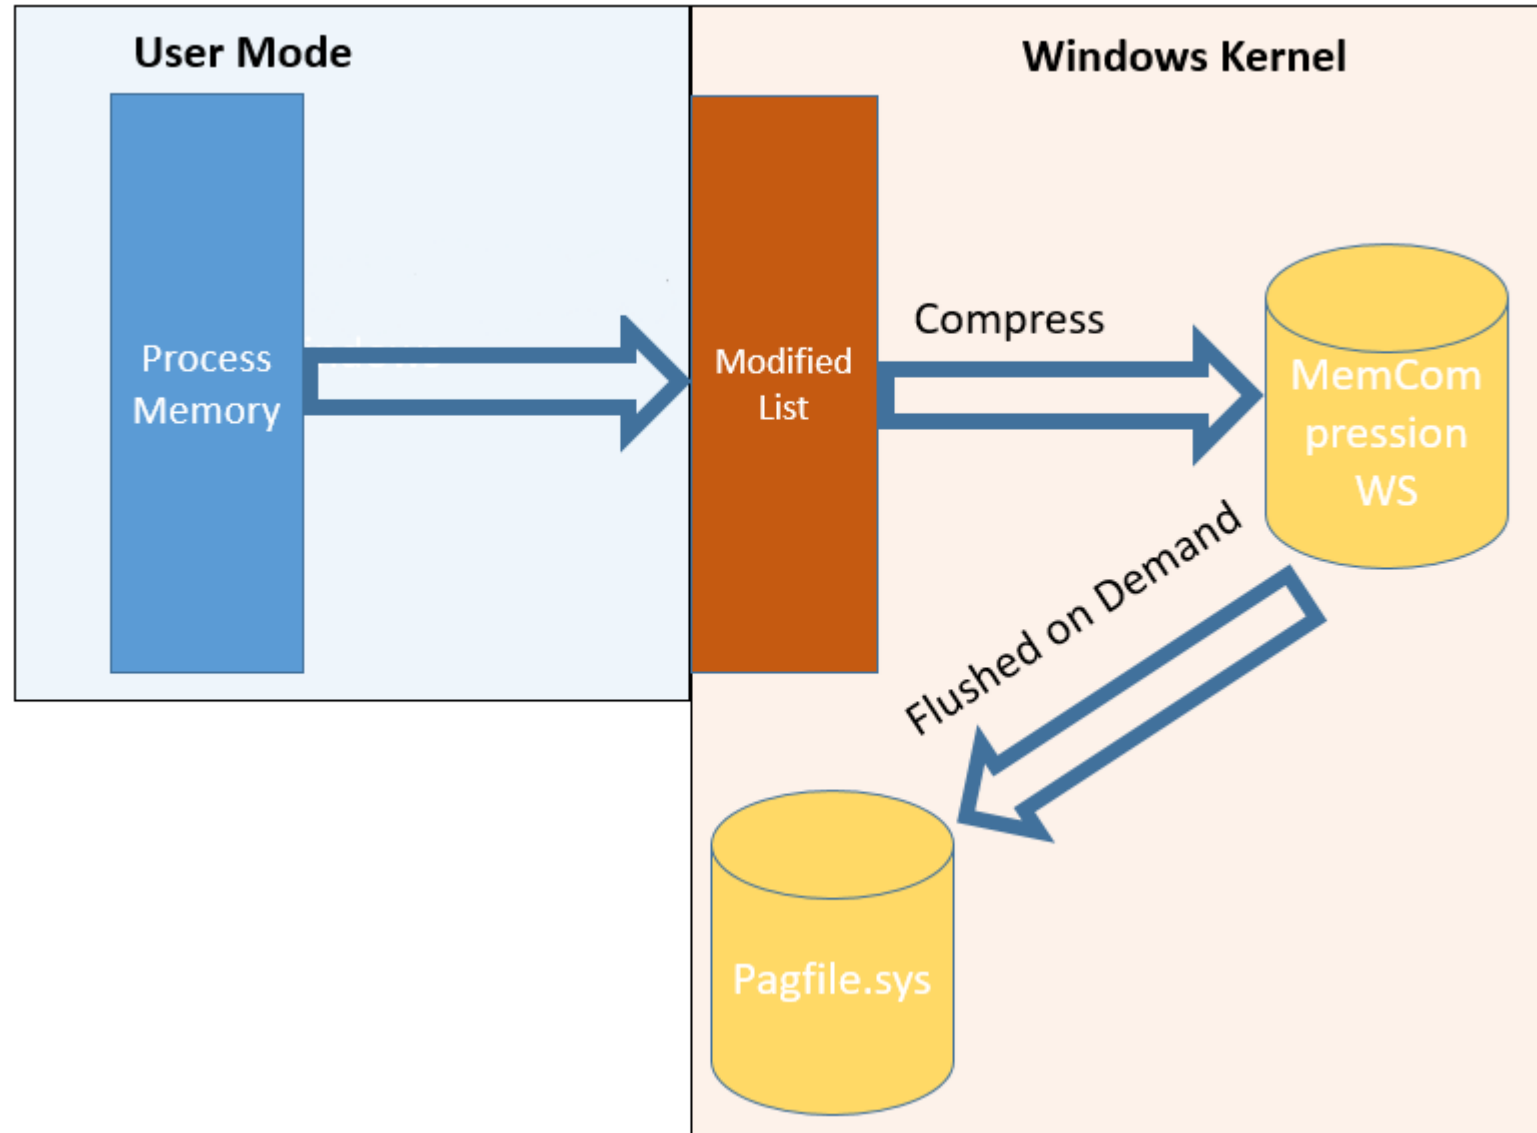 User Mode
Windows Kernel
Process
Memory
Modified
List
Compress
MemCom
pression
WS
Flushed on Demand
Pagfile.sys